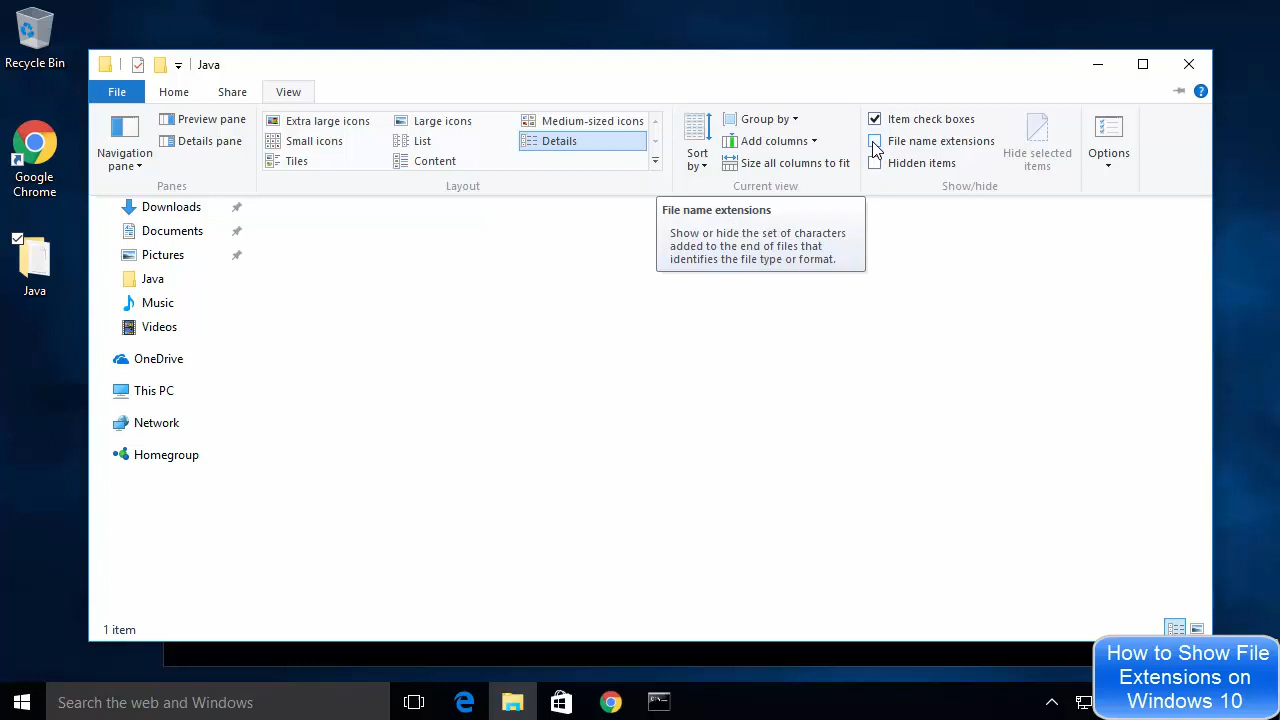 Recycle Bin
Google
Chrome
Java
Java
File
Home
Share
View
Navigation
pane
Preview pane
Details pane
Panes
Extra large icons
Large icons
Medium-sized icons
Small icons
List
Details
Tiles
Content
Layout
Sort
by
Group by
Add columns
Size all columns to fit
Current view
Item check boxes
File name extensions
Hidden items
Hide selected
items
Show/hide
Options
File name extensions
Show or hide the set of characters
added to the end of files that
identifies the file type or format.
Downloads
Documents
Pictures
Java
Music
Videos
OneDrive
This PC
Network
Homegroup
1 item
How to Show File
Extensions on
Windows 10
Search the web and Windows